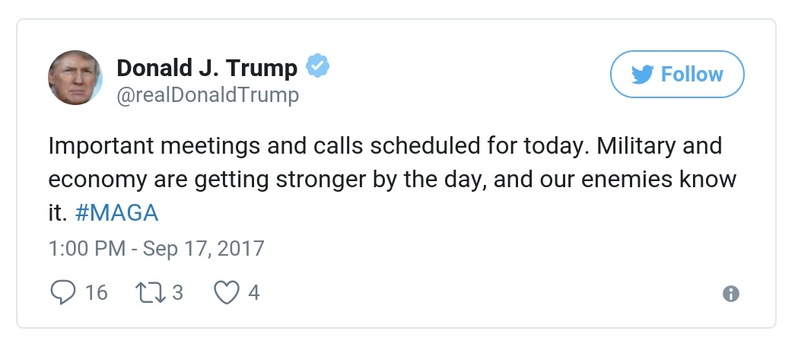 Donald J. Trump
@realDonaldTrump
Follow
Important meetings and calls scheduled for today. Military and
economy are getting stronger by the day, and our enemies know
it. #MAGA
1:00 PM - Sep 17, 2017
16 3 4